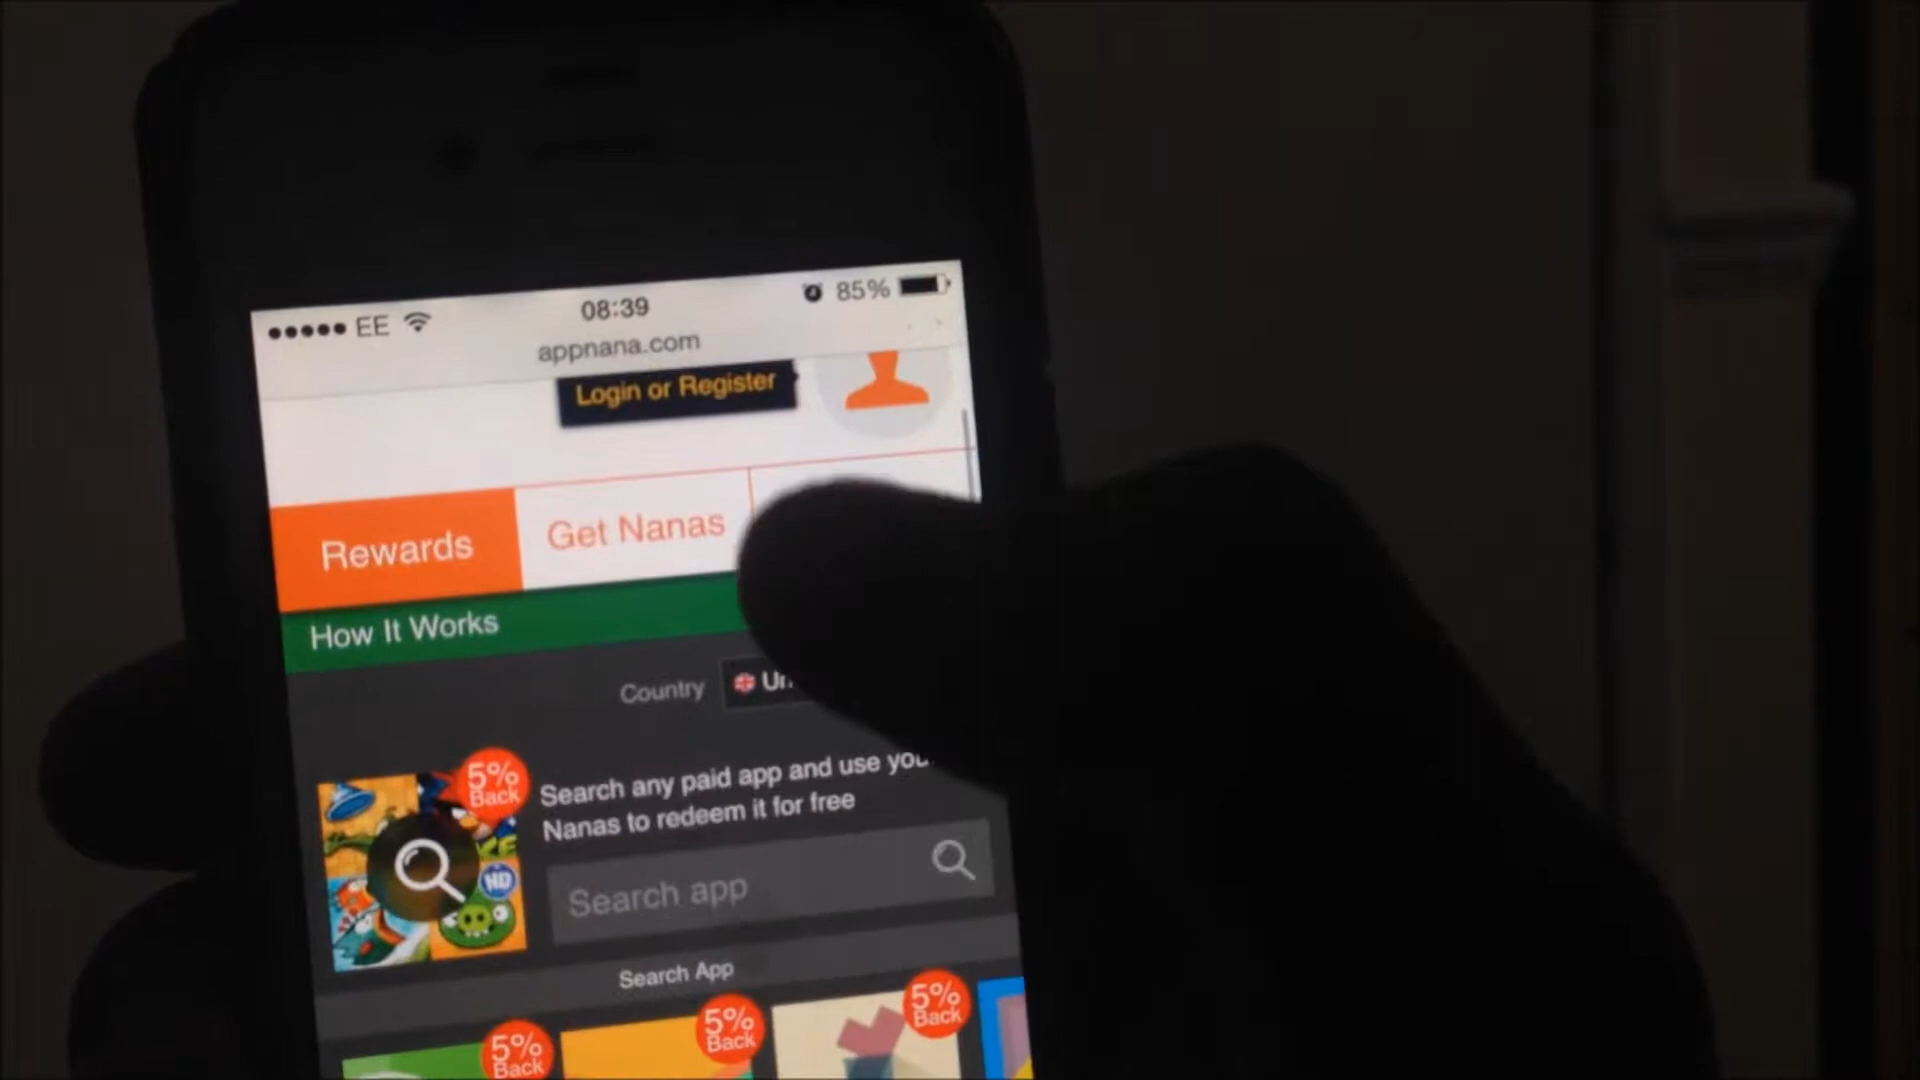 EE 08:39 85%
appnana.com
Login or Register
Rewards Get Nanas
How It Works
Country
5% Back
Search any paid app and use
Nanas to redeem it for free
HD
Search app
Search App
5% Back
5% Back
5% Back